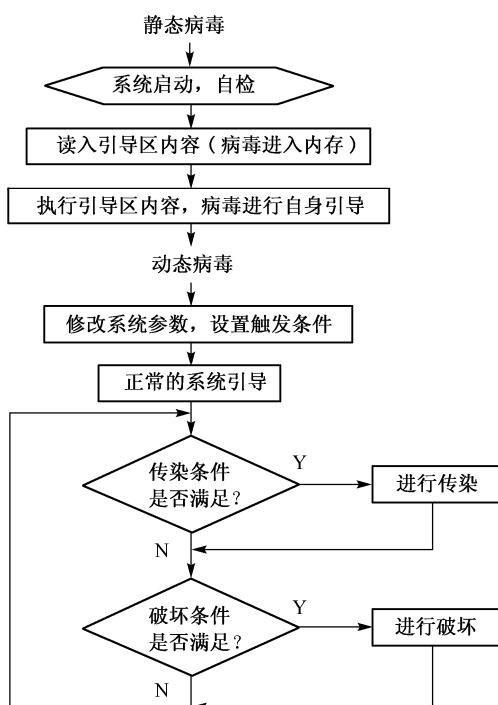 静态病毒
系统启动，自检
读入引导区内容（病毒进入内存）
执行引导区内容，病毒进行自身引导
动态病毒
修改系统参数，设置触发条件
正常的系统引导
传染条件
是否满足？
Y
进行传染
N
破坏条件
是否满足？
Y
进行破坏
N